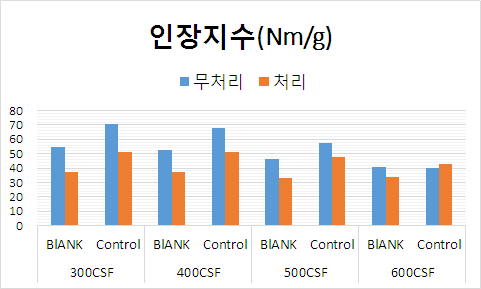 인장지수(Nm/g)
무처리 처리
80
70
60
50
40
30
20
10
0
BlANK Control BlANK Control BlANK Control BlANK Control
300CSF 400CSF 500CSF 600CSF